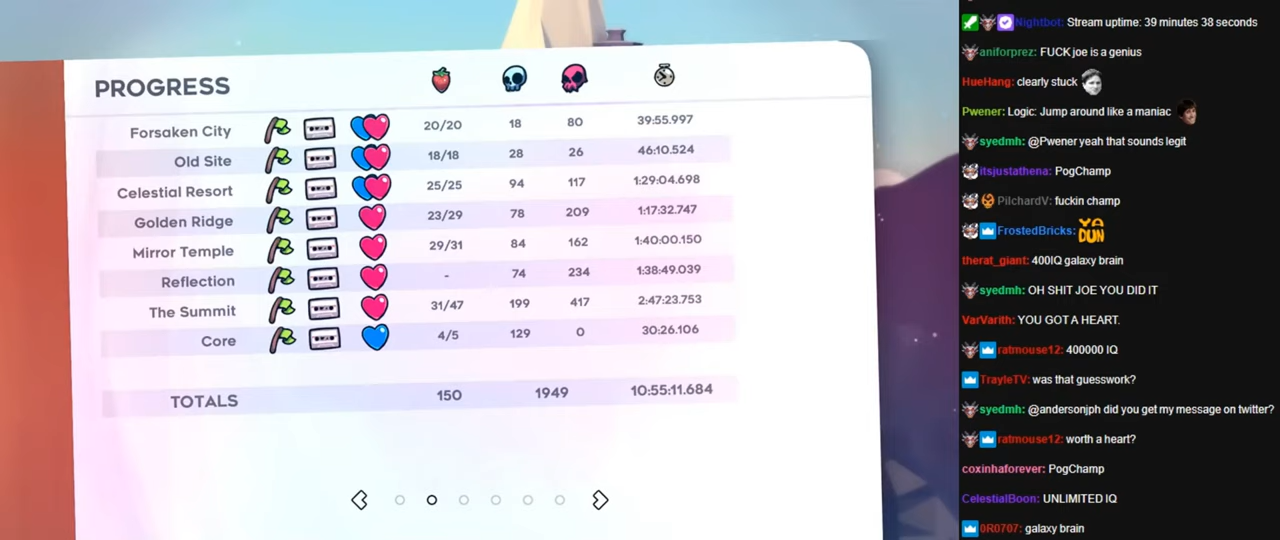 PROGRESS
Forsaken City 20/20 18 80 39:55.997
Old Site 18/18 28 26 46:10.524
Celestial Resort 25/25 94 117 1:29:04.698
Golden Ridge 23/29 78 209 1:17:32.747
Mirror Temple 29/31 84 162 1:40:00.150
Reflection - 74 234 1:38:49.039
The Summit 31/47 199 417 2:47:23.753
Core 4/5 129 0 30:26.106
TOTALS 150 1949 10:55:11.684
Nightbot: Stream uptime: 39 minutes 38 seconds
aniforprez: FUCK joe is a genius
HueHang: clearly stuck
Pwener: Logic: Jump around like a maniac
syedmh: @Pwener yeah that sounds legit
itsjustathena: PogChamp
PilchardV: fuckin champ
FrostedBricks: YA DUN
therat_giant: 400IQ galaxy brain
syedmh: OH SHIT JOE YOU DID IT
VarVarith: YOU GOT A HEART.
ratmouse12: 400000 IQ
TrayleTV: was that guesswork?
syedmh: @andersonjph did you get my message on twitter?
ratmouse12: worth a heart?
coxinhaforever: PogChamp
CelestialBoon: UNLIMITED IQ
0R0707: galaxy brain